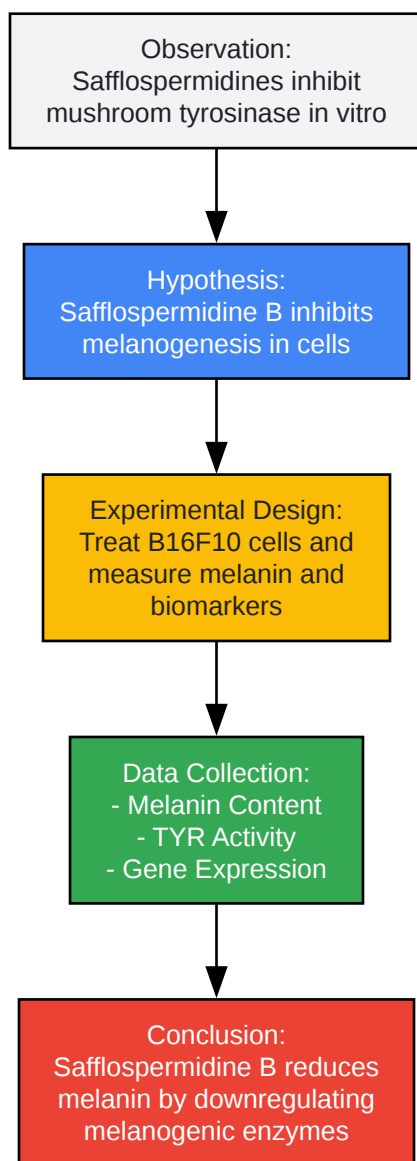 Observation:
Safflospermidines inhibit
mushroom tyrosinase in vitro
Hypothesis:
Safflospermidine B inhibits
melanogenesis in cells
Experimental Design:
Treat B16F10 cells and
measure melanin and
biomarkers
Data Collection:
- Melanin Content
- TYR Activity
- Gene Expression
Conclusion:
Safflospermidine B reduces
melanin by downregulating
melanogenic enzymes